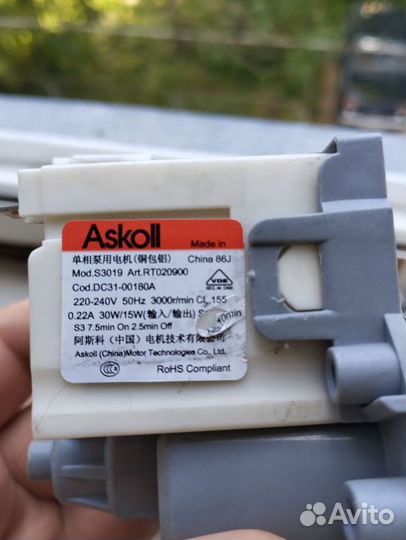 Askoll
Made in
China 86J
单相泵用电机(铜包铝)
Mod.S3019 Art.RT020900
Cod.DC31-00180A
220-240V 50Hz 3000r/min CL 155
0.22A 30W/15W(输入/输出)
S3 7.5min On 2.5min Off
阿斯科(中国)电机技术有限公司
Askoll (China)Motor Technologies Co., Ltd.
RoHS Compliant
VDE
Avito